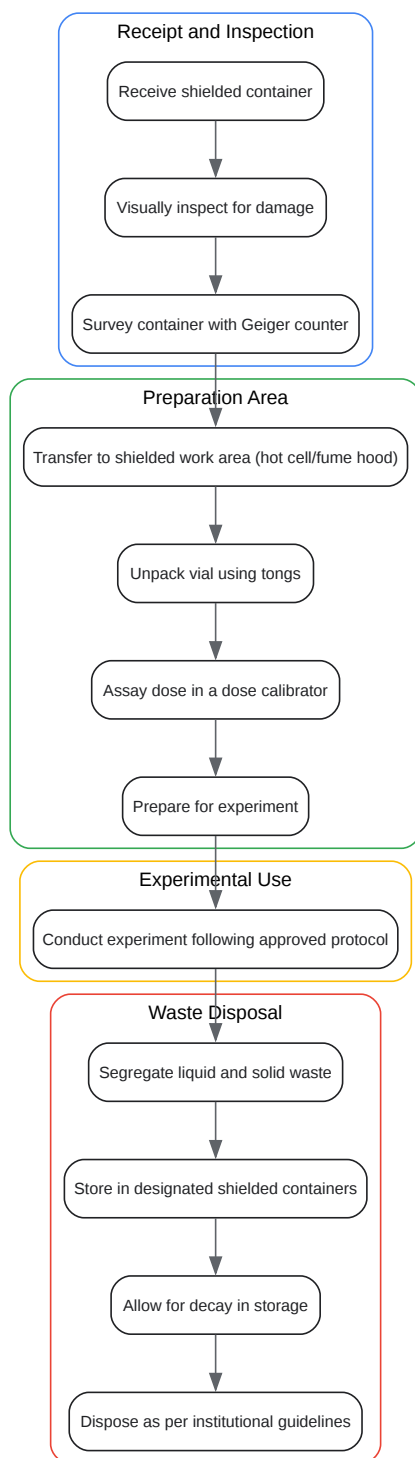 Receipt and Inspection
Receive shielded container
Visually inspect for damage
Survey container with Geiger counter
Preparation Area
Transfer to shielded work area (hot cell/fume hood)
Unpack vial using tongs
Assay dose in a dose calibrator
Prepare for experiment
Experimental Use
Conduct experiment following approved protocol
Waste Disposal
Segregate liquid and solid waste
Store in designated shielded containers
Allow for decay in storage
Dispose as per institutional guidelines